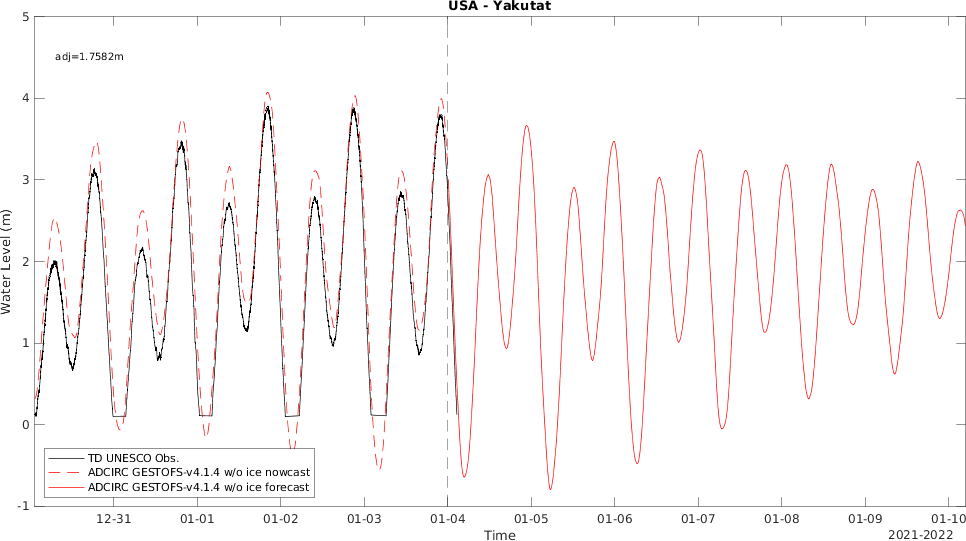 USA - Yakutat
adj=1.7582m
Water Level (m)
5
4
3
2
1
0
-1
TD UNESCO Obs.
ADCIRC GESTOFS-v4.1.4 w/o ice nowcast
ADCIRC GESTOFS-v4.1.4 w/o ice forecast
12-31 01-01 01-02 01-03 01-04 01-05 01-06 01-07 01-08 01-09 01-10
Time
2021-2022